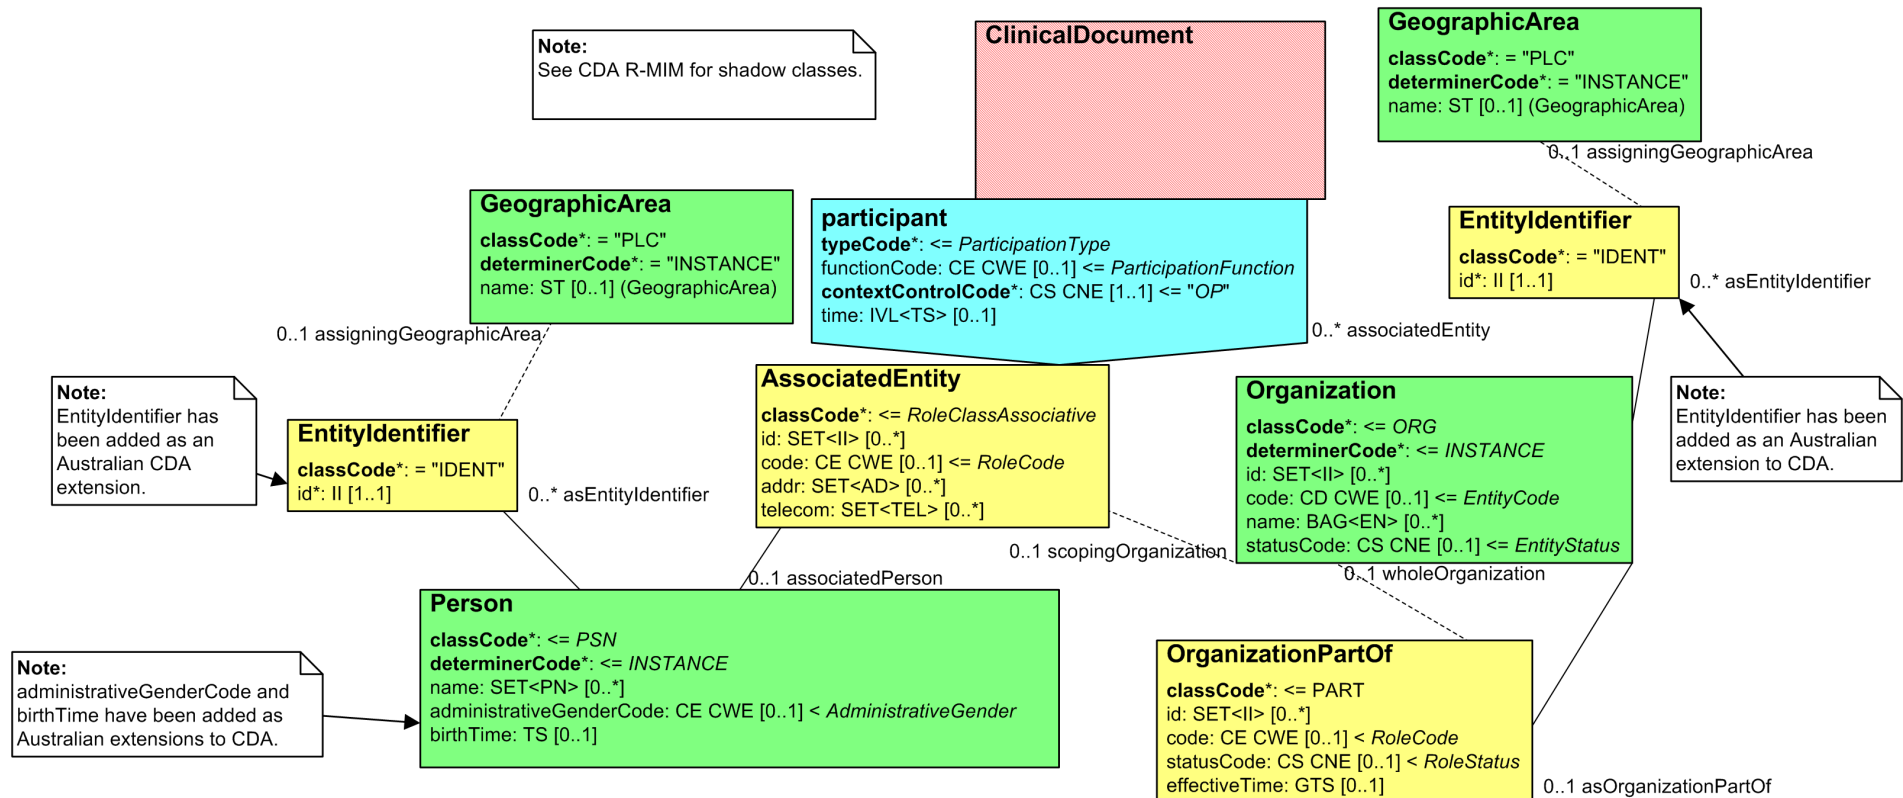 Note:
See CDA R-MIM for shadow classes.
ClinicalDocument
GeographicArea
classCode*: = "PLC"
determinerCode*: = "INSTANCE"
name: ST [0..1] (GeographicArea)
0..1 assigningGeographicArea
GeographicArea
classCode*: = "PLC"
determinerCode*: = "INSTANCE"
name: ST [0..1] (GeographicArea)
0..1 assigningGeographicArea
participant
typeCode*: <= ParticipationType
functionCode: CE CWE [0..1] <= ParticipationFunction
contextControlCode*: CS CNE [1..1] <= "OP"
time: IVL<TS> [0..1]
0..* associatedEntity
EntityIdentifier
classCode*: = "IDENT"
id*: II [1..1]
0..* asEntityIdentifier
Note:
EntityIdentifier has
been added as an
Australian CDA
extension.
EntityIdentifier
classCode*: = "IDENT"
id*: II [1..1]
0..* asEntityIdentifier
AssociatedEntity
classCode*: <= RoleClassAssociative
id: SET<II> [0..*]
code: CE CWE [0..1] <= RoleCode
addr: SET<AD> [0..*]
telecom: SET<TEL> [0..*]
0..1 scopingOrganization
0..1 associatedPerson
Organization
classCode*: <= ORG
determinerCode*: <= INSTANCE
id: SET<II> [0..*]
code: CD CWE [0..1] <= EntityCode
name: BAG<EN> [0..*]
statusCode: CS CNE [0..1] <= EntityStatus
0..1 wholeOrganization
Note:
EntityIdentifier has been
added as an Australian
extension to CDA.
Note:
administrativeGenderCode and
birthTime have been added as
Australian extensions to CDA.
Person
classCode*: <= PSN
determinerCode*: <= INSTANCE
name: SET<PN> [0..*]
administrativeGenderCode: CE CWE [0..1] < AdministrativeGender
birthTime: TS [0..1]
OrganizationPartOf
classCode*: <= PART
id: SET<II> [0..*]
code: CE CWE [0..1] < RoleCode
statusCode: CS CNE [0..1] < RoleStatus
effectiveTime: GTS [0..1]
0..1 asOrganizationPartOf